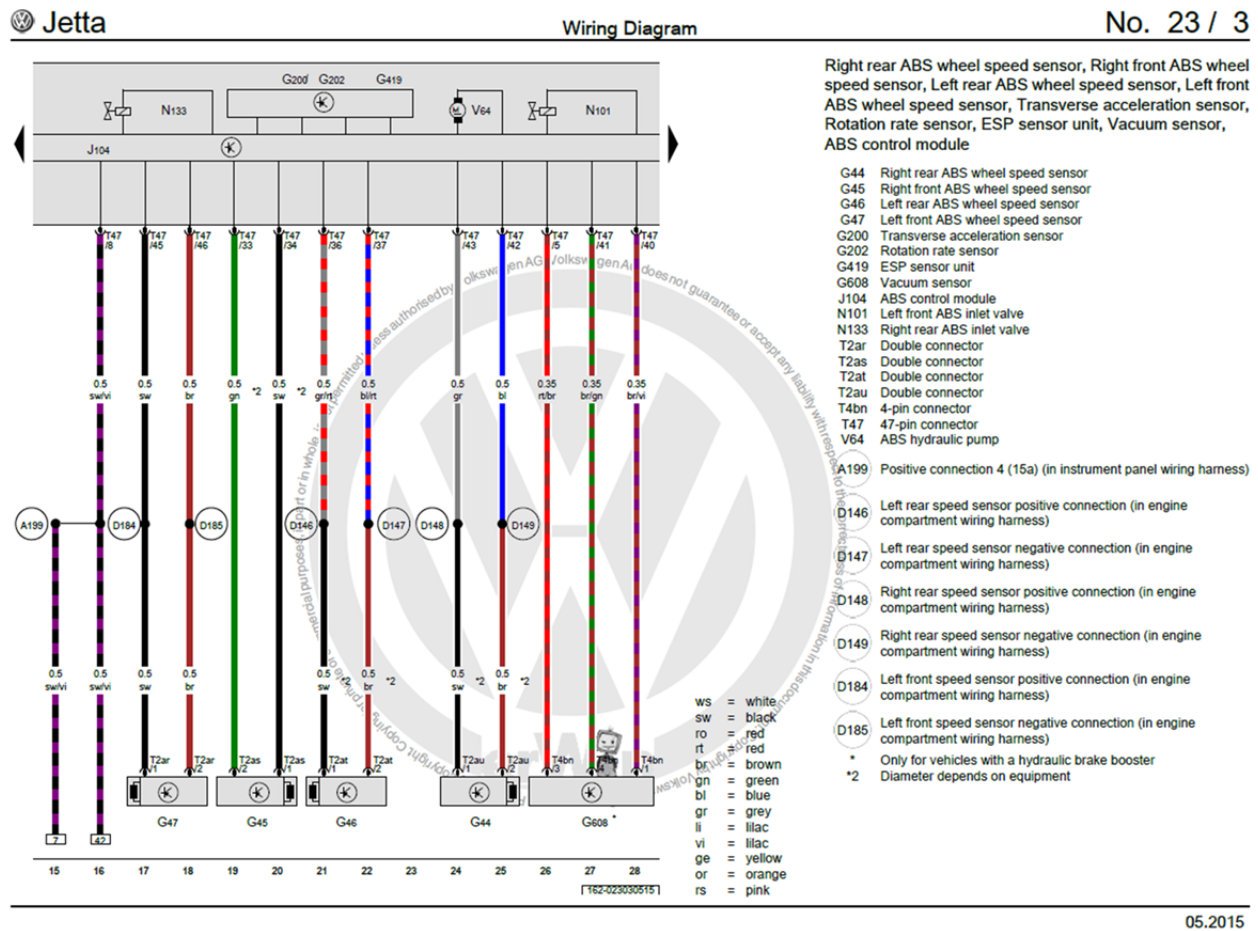 Jetta
Wiring Diagram
No. 23 / 3
Right rear ABS wheel speed sensor, Right front ABS wheel
speed sensor, Left rear ABS wheel speed sensor, Left front
ABS wheel speed sensor, Transverse acceleration sensor,
Rotation rate sensor, ESP sensor unit, Vacuum sensor,
ABS control module
G200 G202 G419
N133 V64 N101
J104
T47 T47 T47 T47 T47 T47 T47 T47 T47 T47 T47 T47
/8 /45 /46 /33 /34 /36 /37 /43 /42 /5 /41 /40
0.5 0.5 0.5 0.5 0.5 0.5 0.5 0.5 0.5 0.35 0.35 0.35
sw/vi sw br gn *2 sw *2 gr/rt bl/rt gr bl rt/br br/gn br/vi
A199 D184 D185 D146 D147 D148 D149
0.5 0.5 0.5 0.5 0.5 0.5 0.5 0.5
sw/vi sw/vi sw br sw *2 br *2 sw *2 br *2
T2ar T2ar T2as T2as T2at T2at T2au T2au T4bn T4bn T4bn
/1 /2 /2 /1 /1 /2 /1 /2 /3 /4 /1
G47 G45 G46 G44 G608 *
7 42
15 16 17 18 19 20 21 22 23 24 25 26 27 28
162-023030515
G44 Right rear ABS wheel speed sensor
G45 Right front ABS wheel speed sensor
G46 Left rear ABS wheel speed sensor
G47 Left front ABS wheel speed sensor
G200 Transverse acceleration sensor
G202 Rotation rate sensor
G419 ESP sensor unit
G608 Vacuum sensor
J104 ABS control module
N101 Left front ABS inlet valve
N133 Right rear ABS inlet valve
T2ar Double connector
T2as Double connector
T2at Double connector
T2au Double connector
T4bn 4-pin connector
T47 47-pin connector
V64 ABS hydraulic pump
A199 Positive connection 4 (15a) (in instrument panel wiring harness)
D146 Left rear speed sensor positive connection (in engine
compartment wiring harness)
D147 Left rear speed sensor negative connection (in engine
compartment wiring harness)
D148 Right rear speed sensor positive connection (in engine
compartment wiring harness)
D149 Right rear speed sensor negative connection (in engine
compartment wiring harness)
D184 Left front speed sensor positive connection (in engine
compartment wiring harness)
D185 Left front speed sensor negative connection (in engine
compartment wiring harness)
* Only for vehicles with a hydraulic brake booster
*2 Diameter depends on equipment
ws = white
sw = black
ro = red
rt = red
br = brown
gn = green
bl = blue
gr = grey
li = lilac
vi = lilac
ge = yellow
or = orange
rs = pink
05.2015